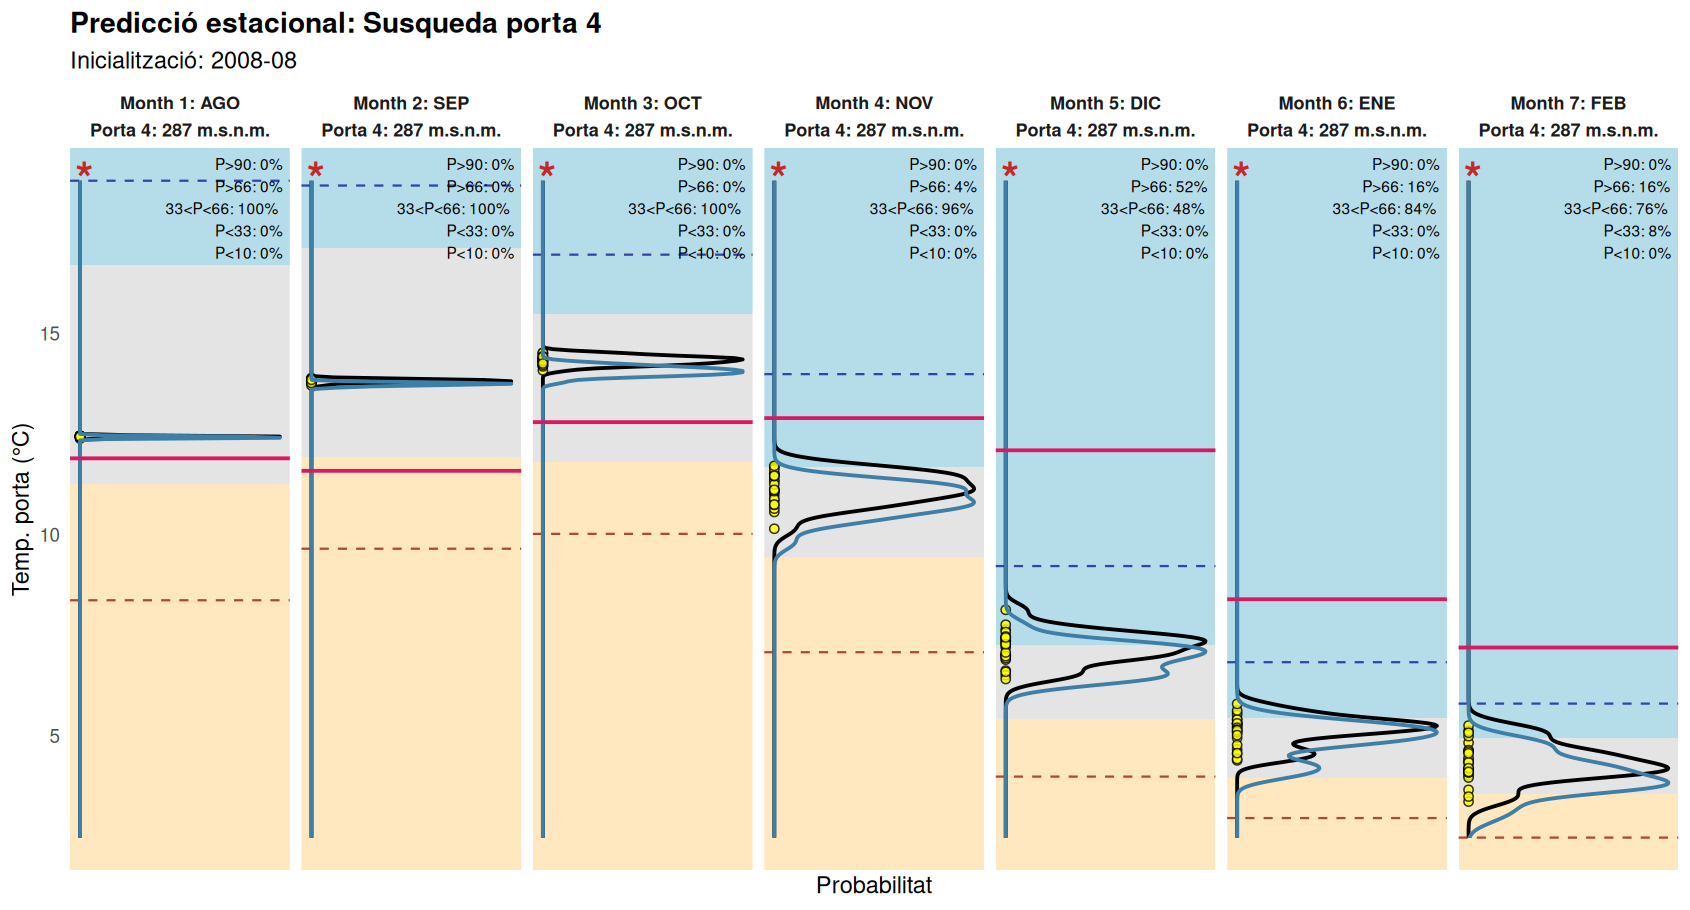 Predicció estacional: Susqueda porta 4
Inicialització: 2008-08
Month 1: AGO
Porta 4: 287 m.s.n.m.
Month 2: SEP
Porta 4: 287 m.s.n.m.
Month 3: OCT
Porta 4: 287 m.s.n.m.
Month 4: NOV
Porta 4: 287 m.s.n.m.
Month 5: DIC
Porta 4: 287 m.s.n.m.
Month 6: ENE
Porta 4: 287 m.s.n.m.
Month 7: FEB
Porta 4: 287 m.s.n.m.
*
P>90: 0%
P>66: 0%
33<P<66: 100%
P<33: 0%
P<10: 0%
*
P>90: 0%
P>66: 0%
33<P<66: 100%
P<33: 0%
P<10: 0%
*
P>90: 0%
P>66: 0%
33<P<66: 100%
P<33: 0%
P<10: 0%
*
P>90: 0%
P>66: 4%
33<P<66: 96%
P<33: 0%
P<10: 0%
*
P>90: 0%
P>66: 52%
33<P<66: 48%
P<33: 0%
P<10: 0%
*
P>90: 0%
P>66: 16%
33<P<66: 84%
P<33: 0%
P<10: 0%
*
P>90: 0%
P>66: 16%
33<P<66: 76%
P<33: 8%
P<10: 0%
15
10
5
Temp. porta (°C)
Probabilitat